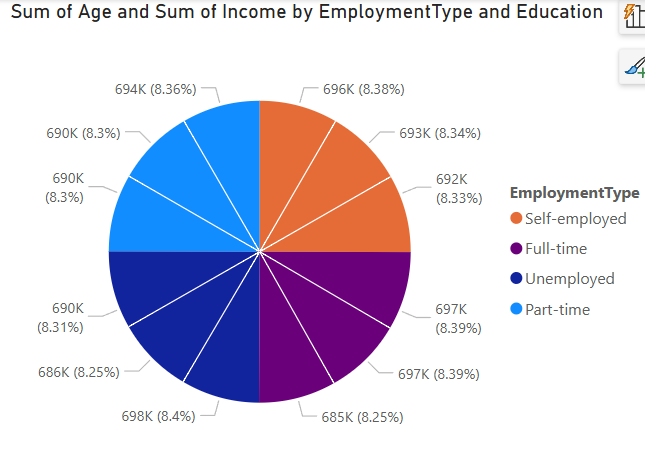 Sum of Age and Sum of Income by EmploymentType and Education
694K (8.36%)
696K (8.38%)
690K (8.3%)
693K (8.34%)
690K
(8.3%)
692K
(8.33%)
EmploymentType
Self-employed
Full-time
Unemployed
Part-time
690K
(8.31%)
697K
(8.39%)
686K (8.25%)
697K (8.39%)
698K (8.4%)
685K (8.25%)